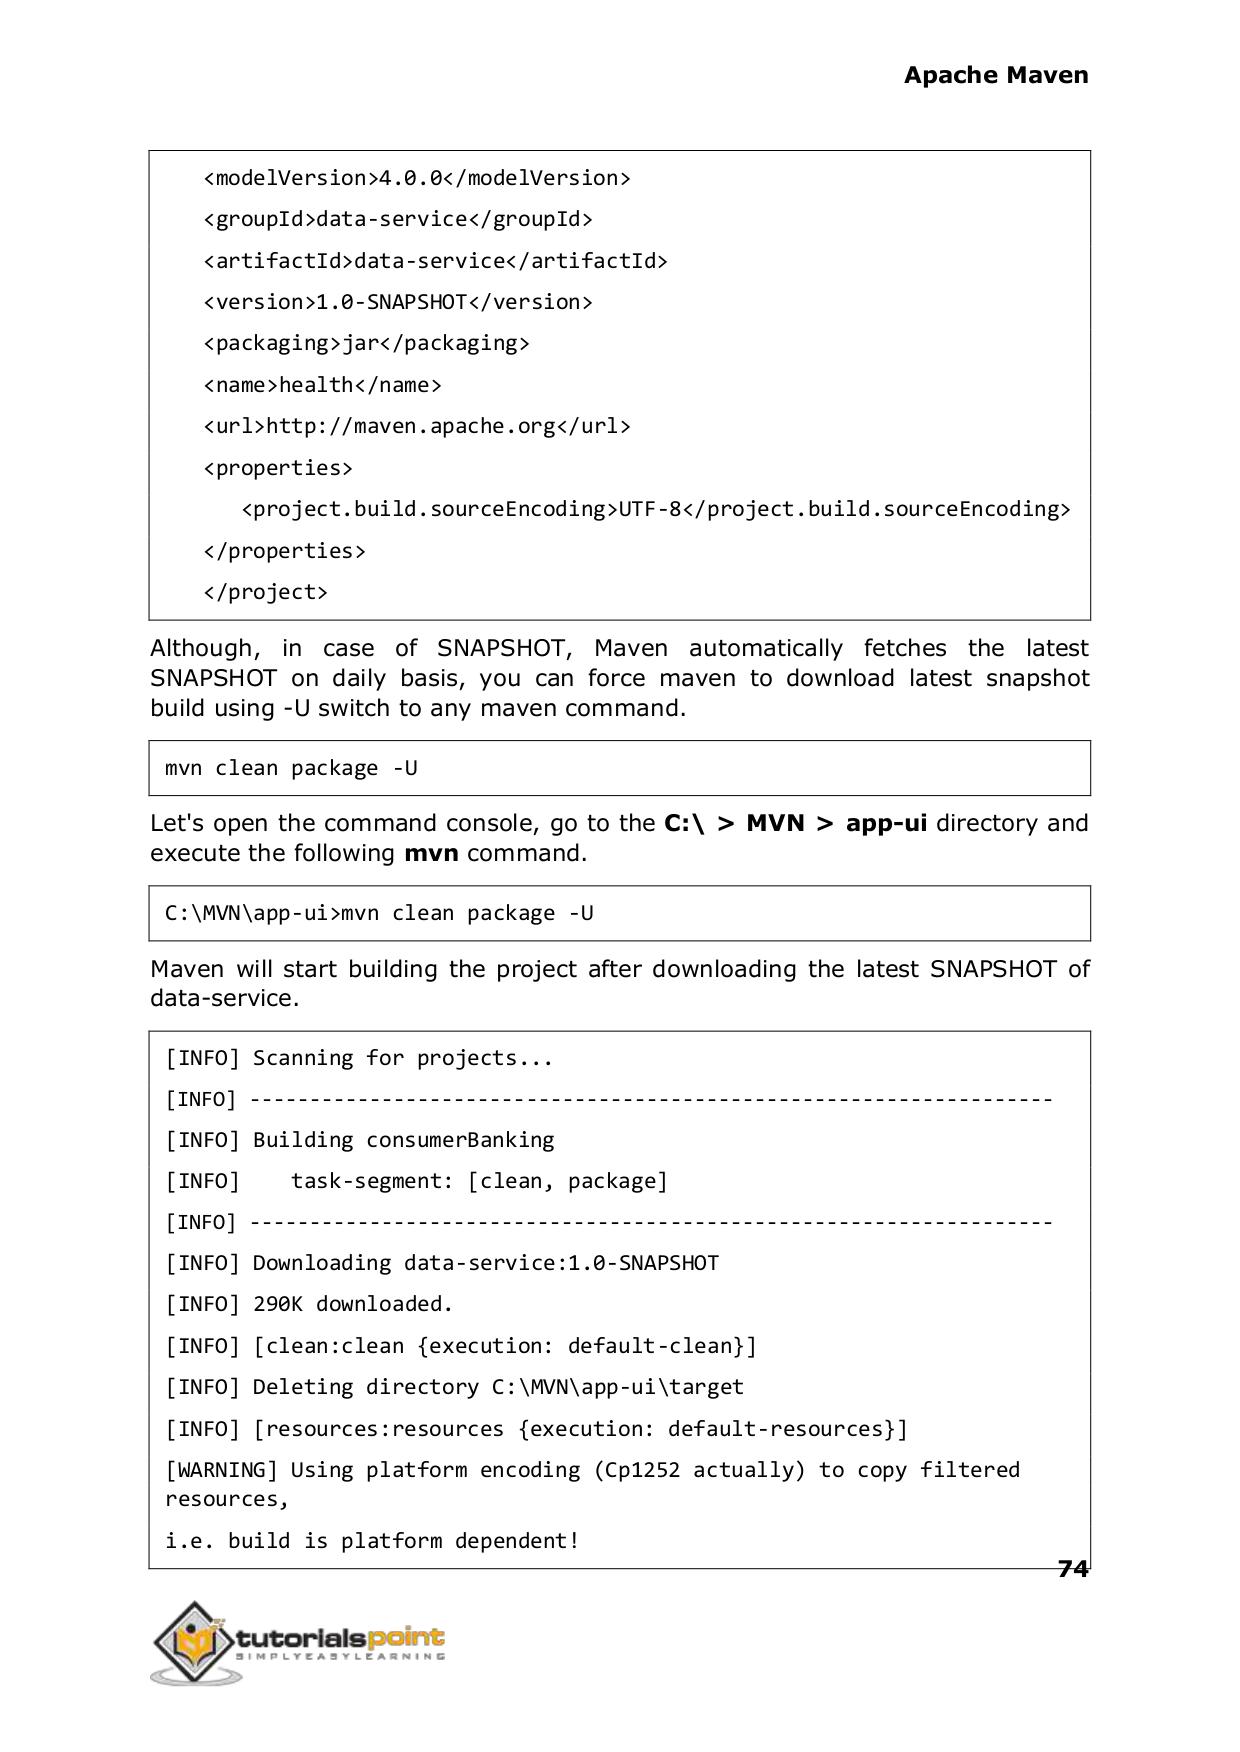 Apache Maven
<modelVersion>4.0.0</modelVersion>
<groupId>data-service</groupId>
<artifactId>data-service</artifactId>
<version>1.0-SNAPSHOT</version>
<packaging>jar</packaging>
<name>health</name>
<url>http://maven.apache.org</url>
<properties>
<project.build.sourceEncoding>UTF-8</project.build.sourceEncoding>
</properties>
</project>
Although, in case of SNAPSHOT, Maven automatically fetches the latest
SNAPSHOT on daily basis, you can force maven to download latest snapshot
build using -U switch to any maven command.
mvn clean package -U
Let's open the command console, go to the C:\ > MVN > app-ui directory and
execute the following mvn command.
C:\MVN\app-ui>mvn clean package -U
Maven will start building the project after downloading the latest SNAPSHOT of
data-service.
[INFO] Scanning for projects...
[INFO] -------------------------------------------------------------------
[INFO] Building consumerBanking
[INFO]    task-segment: [clean, package]
[INFO] -------------------------------------------------------------------
[INFO] Downloading data-service:1.0-SNAPSHOT
[INFO] 290K downloaded.
[INFO] [clean:clean {execution: default-clean}]
[INFO] Deleting directory C:\MVN\app-ui\target
[INFO] [resources:resources {execution: default-resources}]
[WARNING] Using platform encoding (Cp1252 actually) to copy filtered
resources,
i.e. build is platform dependent!
74
tutorialspoint
SIMPLYEASYLEARNING